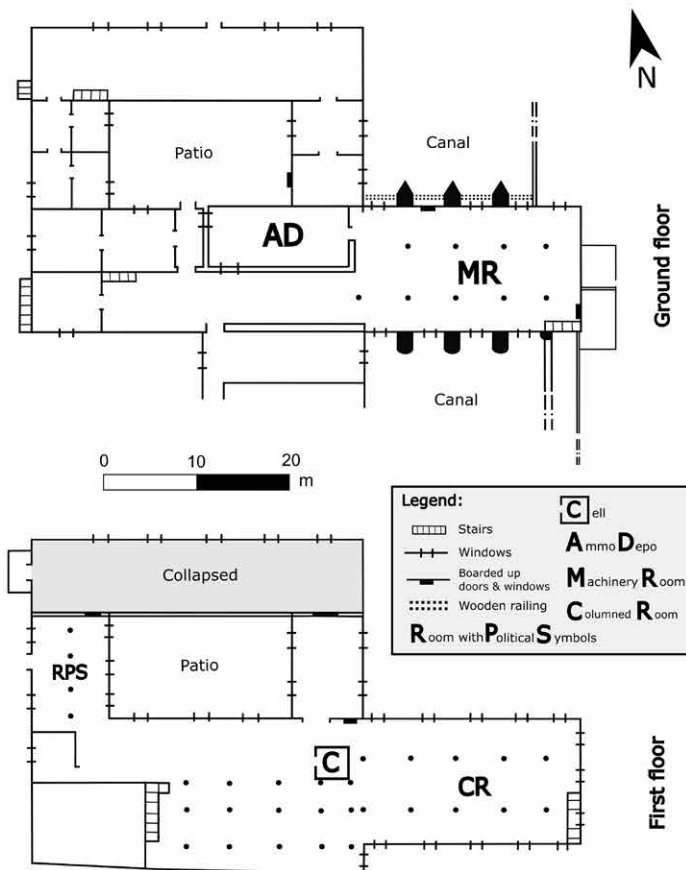 N
Canal
Patio
AD
MR
Ground floor
Canal
0 10 20
m
Legend:
Stairs
Windows
Boarded up
doors & windows
Wooden railing
Room with Political Symbols
Cell
Ammo Depo
Machinery Room
Columned Room
Collapsed
RPS
Patio
C
CR
First floor